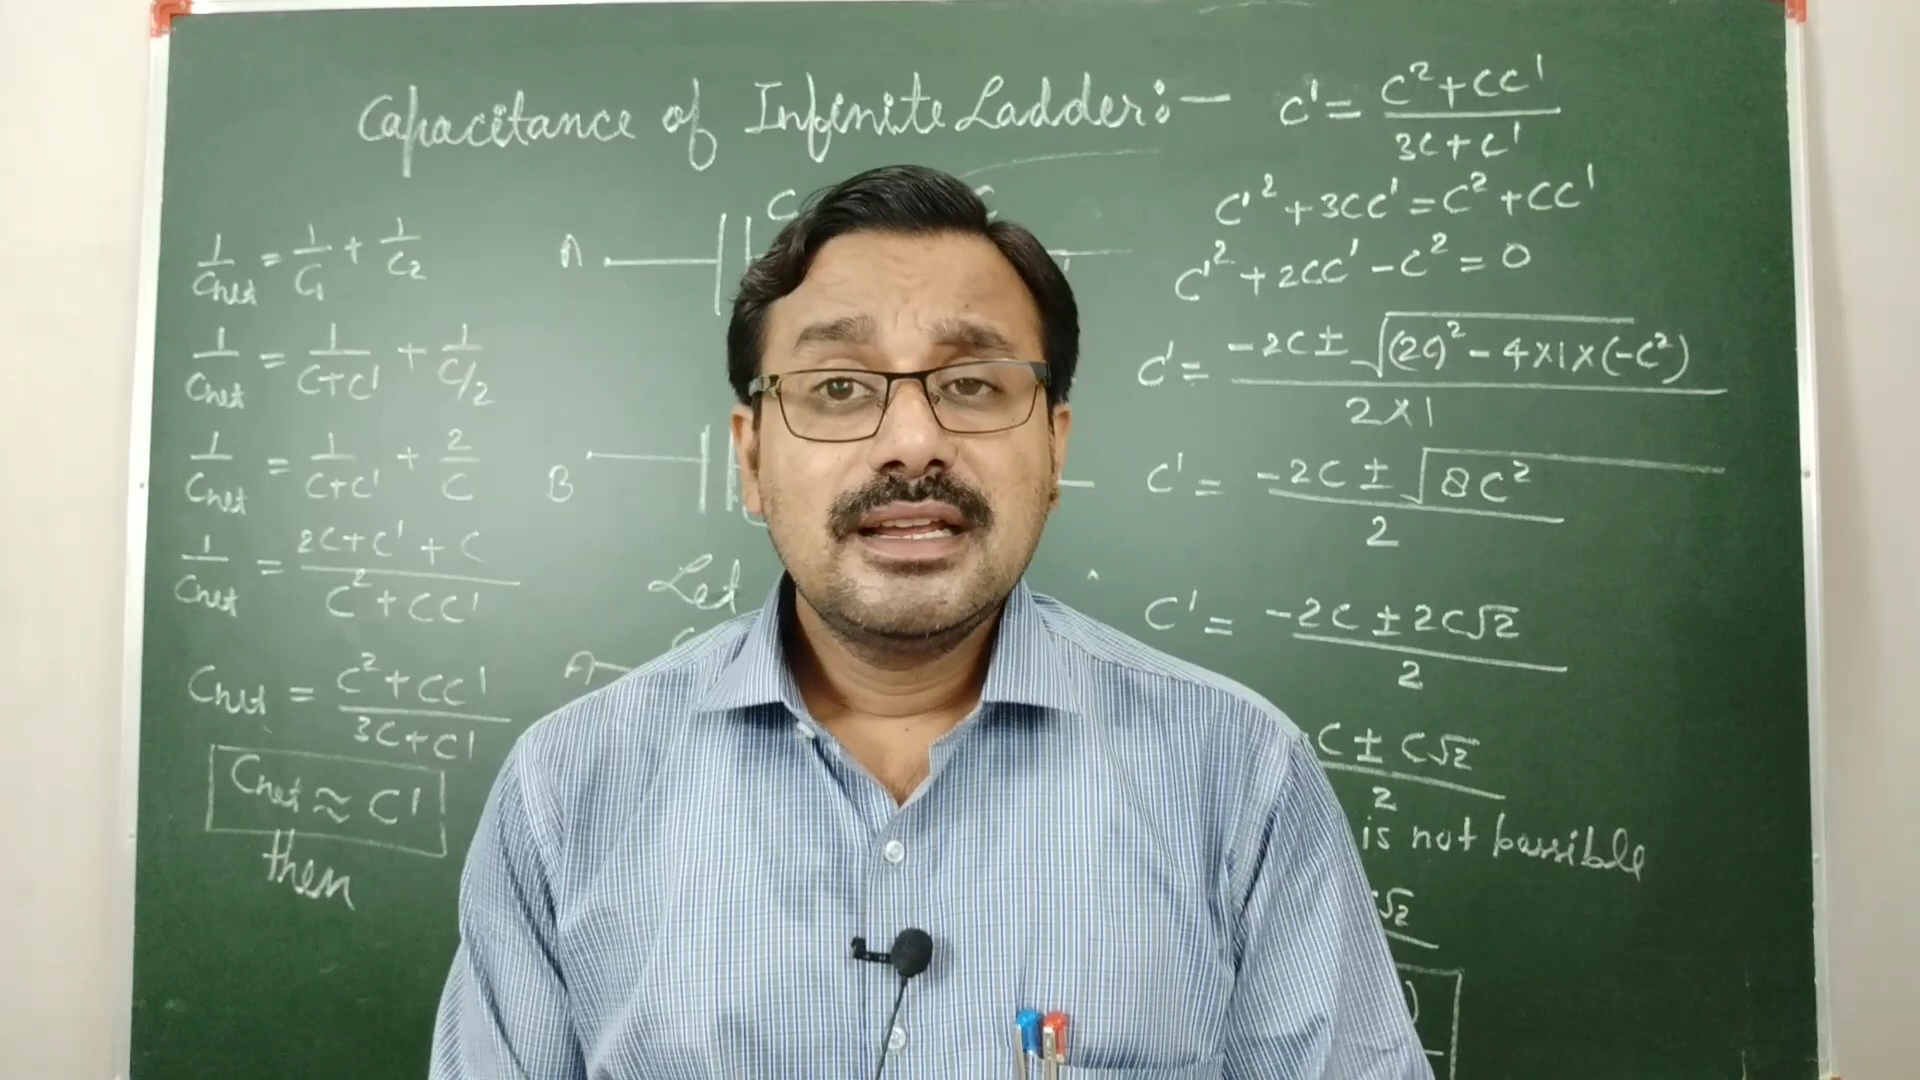 Capacitance of Infinite Ladder:-
1/Cnet = 1/C1 + 1/C2
1/Cnet = 1/C+C' + 1/C/2
1/Cnet = 1/C+C' + 2/C
1/Cnet = 2C+C'+C/C²+CC'
Cnet = C²+CC'/3C+C'
Cnet ≈ C'
then
C
C
A
B
Let
A
C' = C²+CC'/3C+C'
C'²+3CC'=C²+CC'
C'²+2CC'-C²=0
C' = -2C±√(2C)²-4×1×(-C²)/2×1
C' = -2C±√8C²/2
C' = -2C±2C√2/2
C±C√2/2
is not possible
√2
)